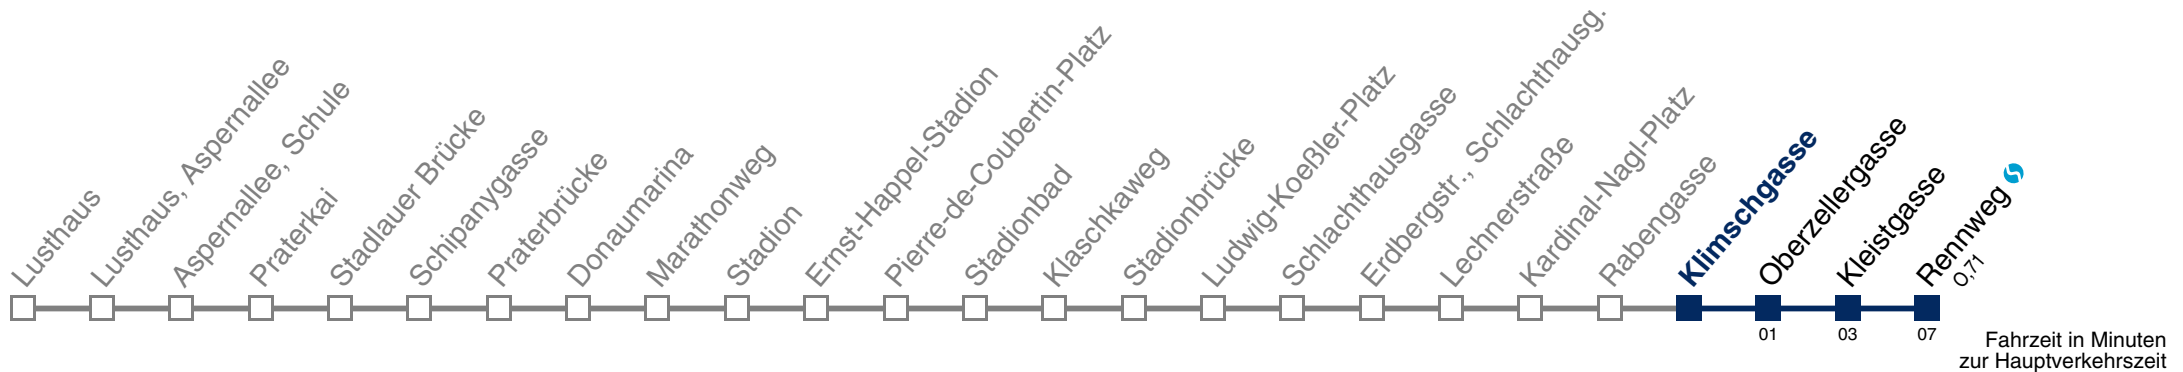 Lusthaus
Lusthaus, Aspernallee
Aspernallee, Schule
Praterkai
Stadlauer Brücke
Schipanygasse
Praterbrücke
Donaumarina
Marathonweg
Stadion
Ernst-Happel-Stadion
Pierre-de-Coubertin-Platz
Stadionbad
Klaschkaweg
Stadionbrücke
Ludwig-Koeßler-Platz
Schlachthausgasse
Erdbergstr., Schlachthausg.
Lechnerstraße
Kardinal-Nagl-Platz
Rabengasse
Klimschgasse
Oberzellergasse
Kleistgasse
Rennweg
O,71
01
03
07
Fahrzeit in Minuten
zur Hauptverkehrszeit